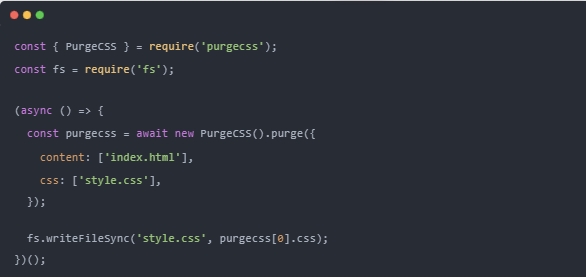 const { PurgeCSS } = require('purgecss');
const fs = require('fs');
(async () => {
const purgecss = await new PurgeCSS().purge({
content: ['index.html'],
css: ['style.css'],
});
fs.writeFileSync('style.css', purgecss[0].css);
})();